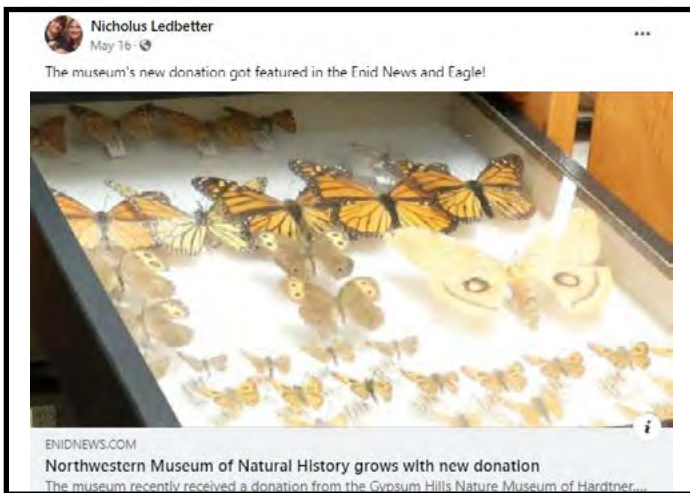 Nicholus Ledbetter
May 16 ·
...
The museum's new donation got featured in the Enid News and Eagle!
i
ENIDNEWS.COM
Northwestern Museum of Natural History grows with new donation
The museum recently received a donation from the Gypsum Hills Nature Museum of Hardtner,...